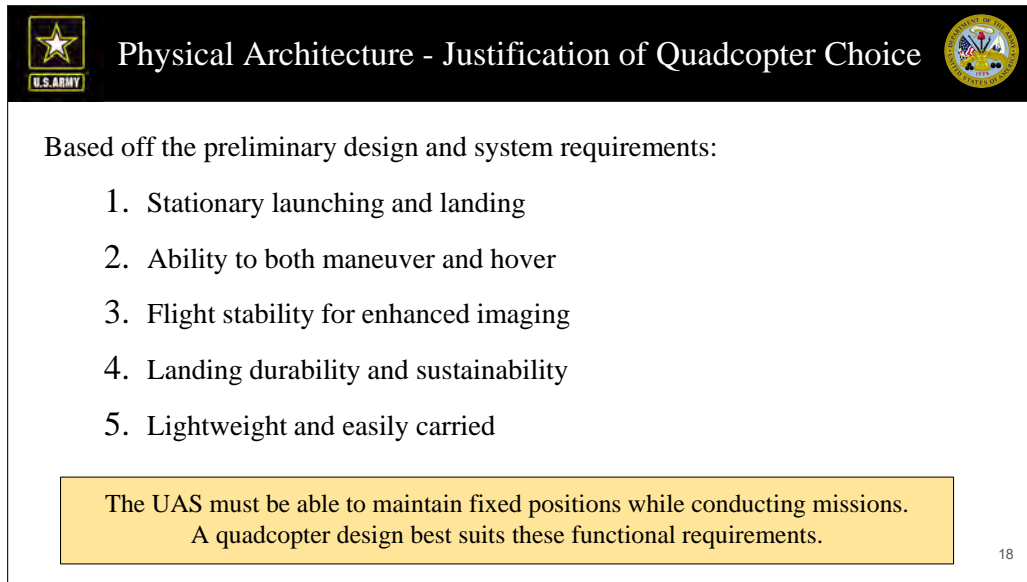 U.S.ARMY
Physical Architecture - Justification of Quadcopter Choice
Based off the preliminary design and system requirements:
1. Stationary launching and landing
2. Ability to both maneuver and hover
3. Flight stability for enhanced imaging
4. Landing durability and sustainability
5. Lightweight and easily carried
The UAS must be able to maintain fixed positions while conducting missions.
A quadcopter design best suits these functional requirements.
18